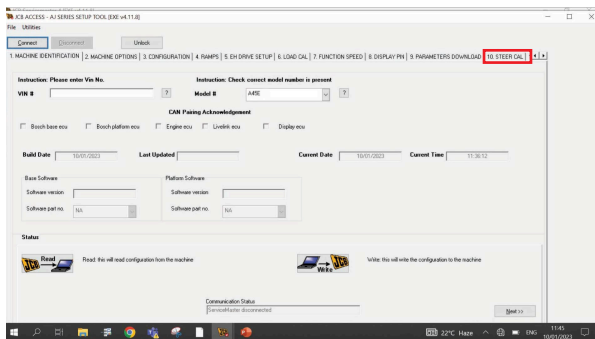 JCB ACCESS - AJ SERIES SETUP TOOL [EXE v4.11.8]
File Utilities
Connect Disconnect Unlock
1. MACHINE IDENTIFICATION 2. MACHINE OPTIONS 3. CONFIGURATION 4. RAMPS 5. EH DRIVE SETUP 6. LOAD CAL 7. FUNCTION SPEED 8. DISPLAY PIN 9. PARAMETERS DOWNLOAD 10. STEER CAL
Instruction: Please enter Vin No. Instruction: Check correct model number is present
VIN # ? Model # A45E ?
CAN Pairing Acknowledgement
Bosch base ecu Bosch platform ecu Engine ecu Livelink ecu Display ecu
Build Date 10/01/2023 Last Updated Current Date 10/01/2023 Current Time 11:36:12
Base Software Platform Software
Software version Software version
Software part no. NA Software part no. NA
Status
Read Read: this will read configuration from the machine Write Write: this will write the configuration to the machine
Communication Status
ServiceMaster disconnected Next >>
22°C Haze ENG 11:45
10/01/2023